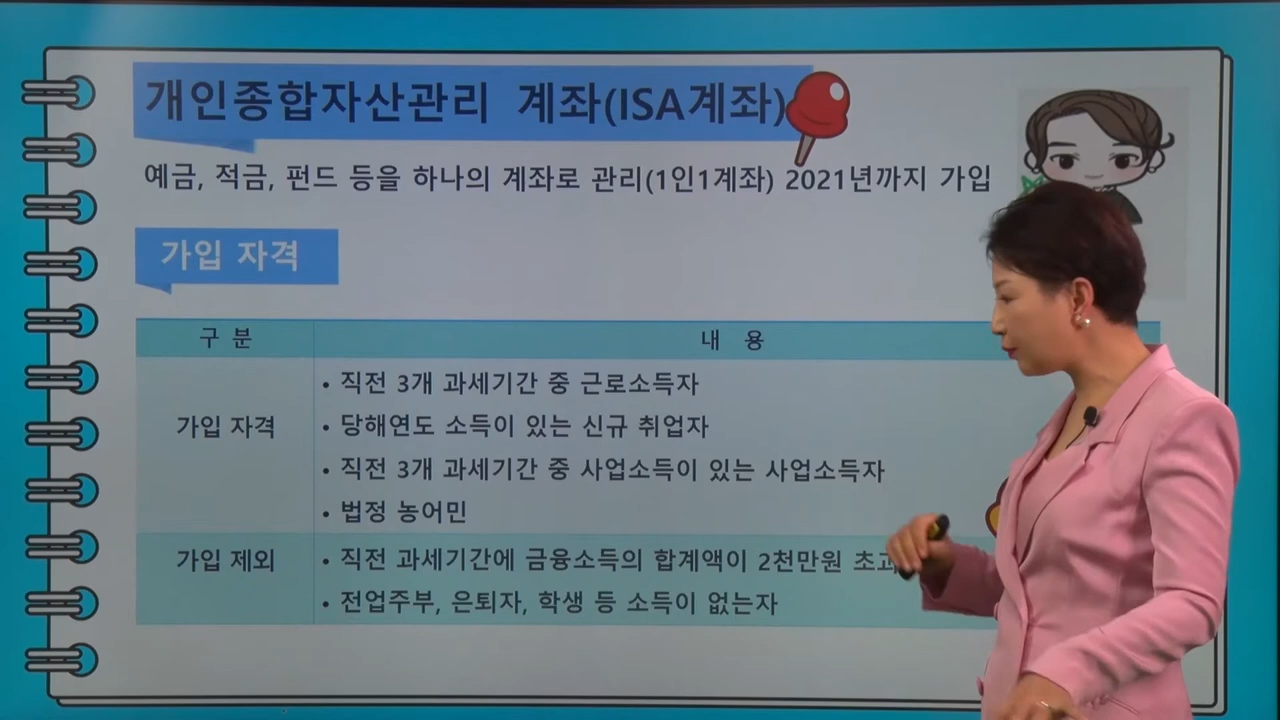 개인종합자산관리 계좌(ISA계좌)
예금, 적금, 펀드 등을 하나의 계좌로 관리(1인1계좌) 2021년까지 가입
가입 자격
구 분 내 용
가입 자격
• 직전 3개 과세기간 중 근로소득자
• 당해연도 소득이 있는 신규 취업자
• 직전 3개 과세기간 중 사업소득이 있는 사업소득자
• 법정 농어민
가입 제외
• 직전 과세기간에 금융소득의 합계액이 2천만원
• 전업주부, 은퇴자, 학생 등 소득이 없는자